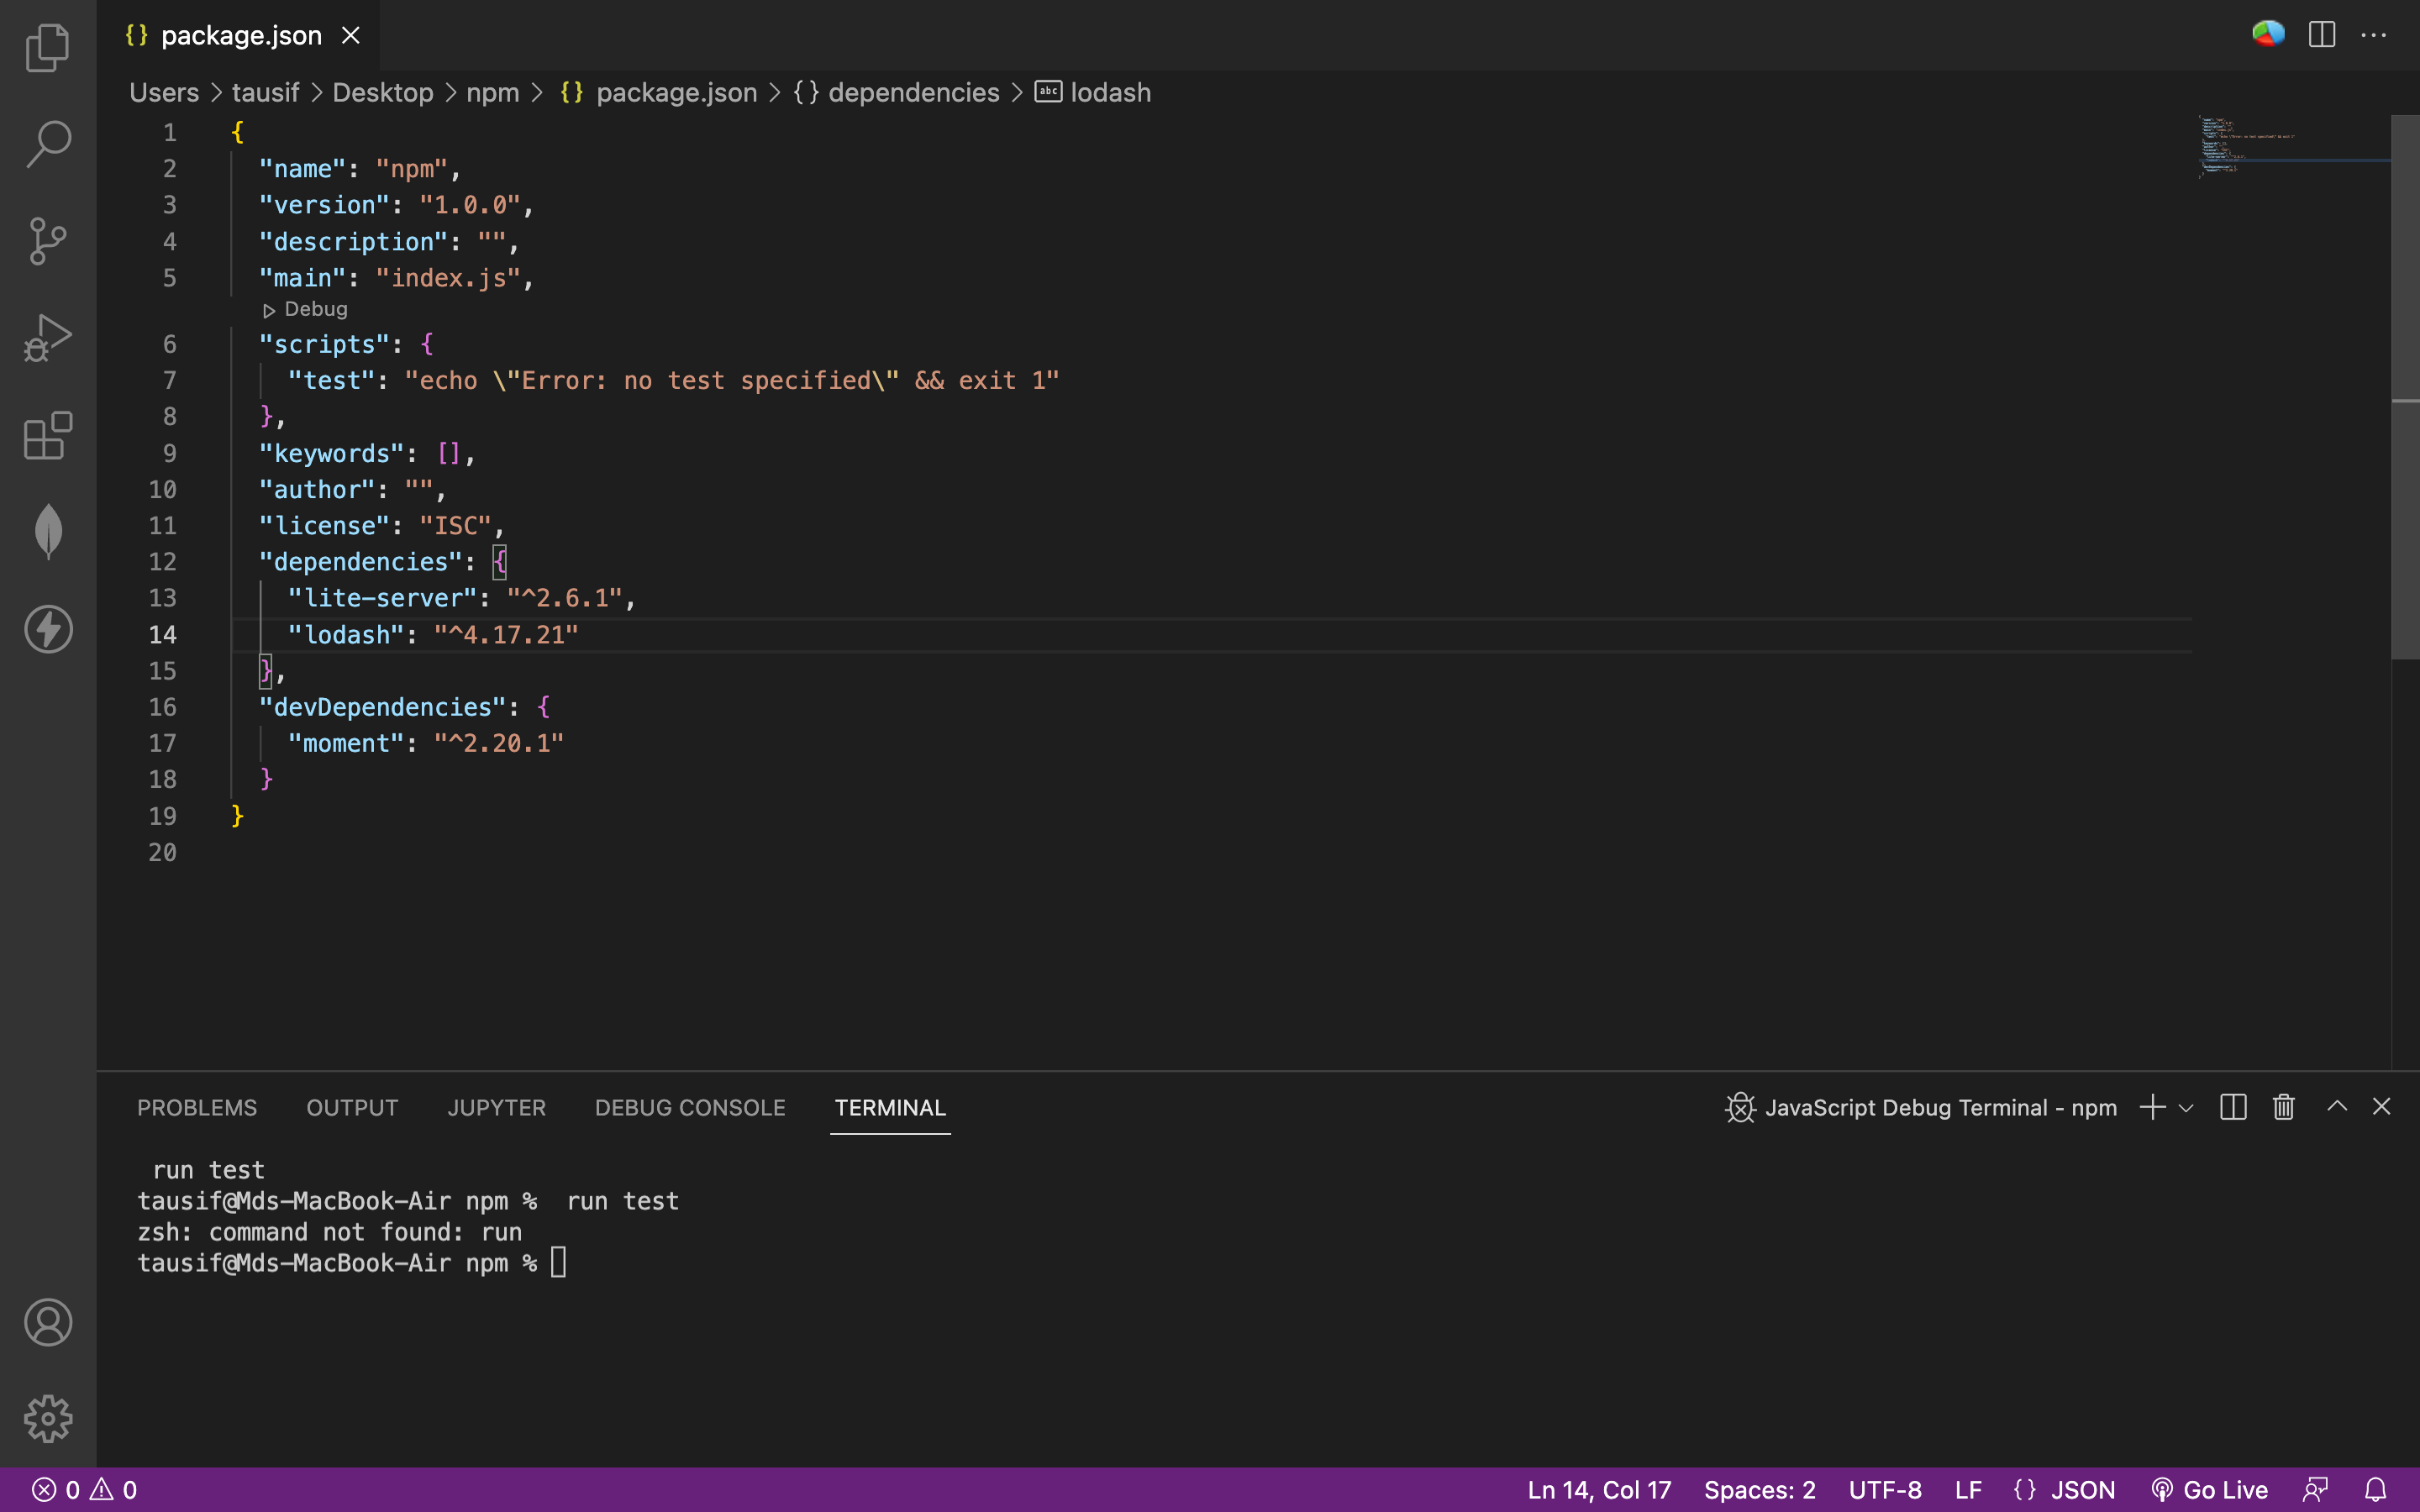 package.json
Users > tausif > Desktop > npm > {} package.json > {} dependencies > abc lodash
1 {
2 "name": "npm",
3 "version": "1.0.0",
4 "description": "",
5 "main": "index.js",
Debug
6 "scripts": {
7 "test": "echo \"Error: no test specified\" && exit 1"
8 },
9 "keywords": [],
10 "author": "",
11 "license": "ISC",
12 "dependencies": {
13 "lite-server": "^2.6.1",
14 "lodash": "^4.17.21"
15 },
16 "devDependencies": {
17 "moment": "^2.20.1"
18 }
19 }
20
PROBLEMS OUTPUT JUPYTER DEBUG CONSOLE TERMINAL JavaScript Debug Terminal - npm
run test
tausif@Mds-MacBook-Air npm %  run test
zsh: command not found: run
tausif@Mds-MacBook-Air npm %
0 0 Ln 14, Col 17 Spaces: 2 UTF-8 LF {} JSON Go Live